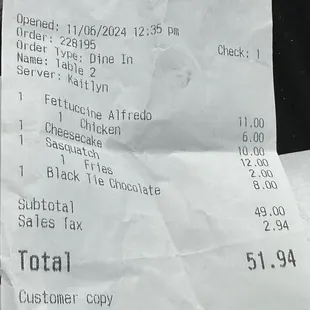 Opened: 11/06/2024 12:35 pm
Order: 228195
Order Type: Dine In
Check: 1
Name: Table 2
Server: Kaitlyn
1 Fettuccine Alfredo 11.00
1 Chicken 6.00
1 Cheesecake 10.00
1 Sasquatch 12.00
1 Fries 2.00
1 Black Tie Chocolate 8.00
Subtotal 49.00
Sales Tax 2.94
Total 51.94
Customer copy